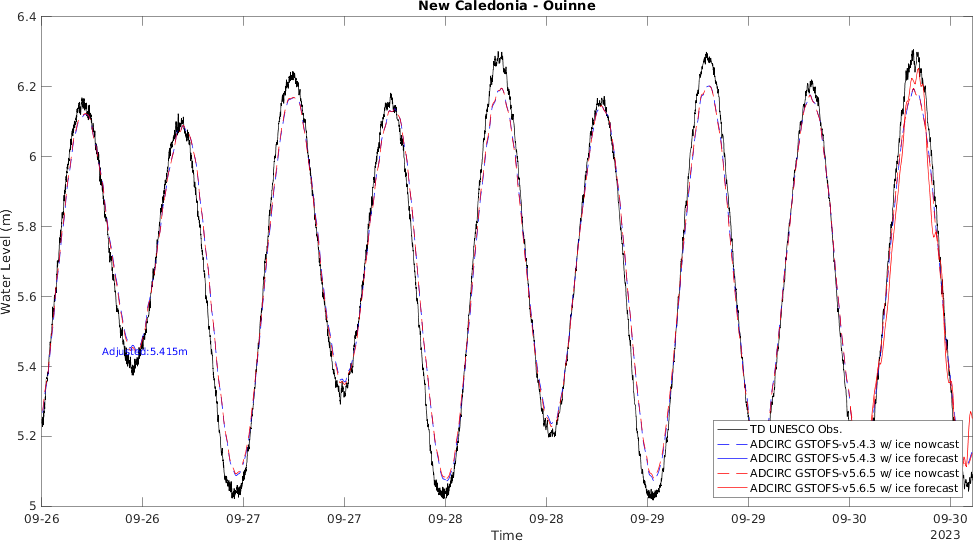 New Caledonia - Ouinne
6.4
6.2
6
5.8
5.6
5.4
5.2
5
Water Level (m)
Adjusted:5.415m
TD UNESCO Obs.
ADCIRC GSTOFS-v5.4.3 w/ ice nowcast
ADCIRC GSTOFS-v5.4.3 w/ ice forecast
ADCIRC GSTOFS-v5.6.5 w/ ice nowcast
ADCIRC GSTOFS-v5.6.5 w/ ice forecast
09-26 09-26 09-27 09-27 09-28 09-28 09-29 09-29 09-30 09-30
2023
Time